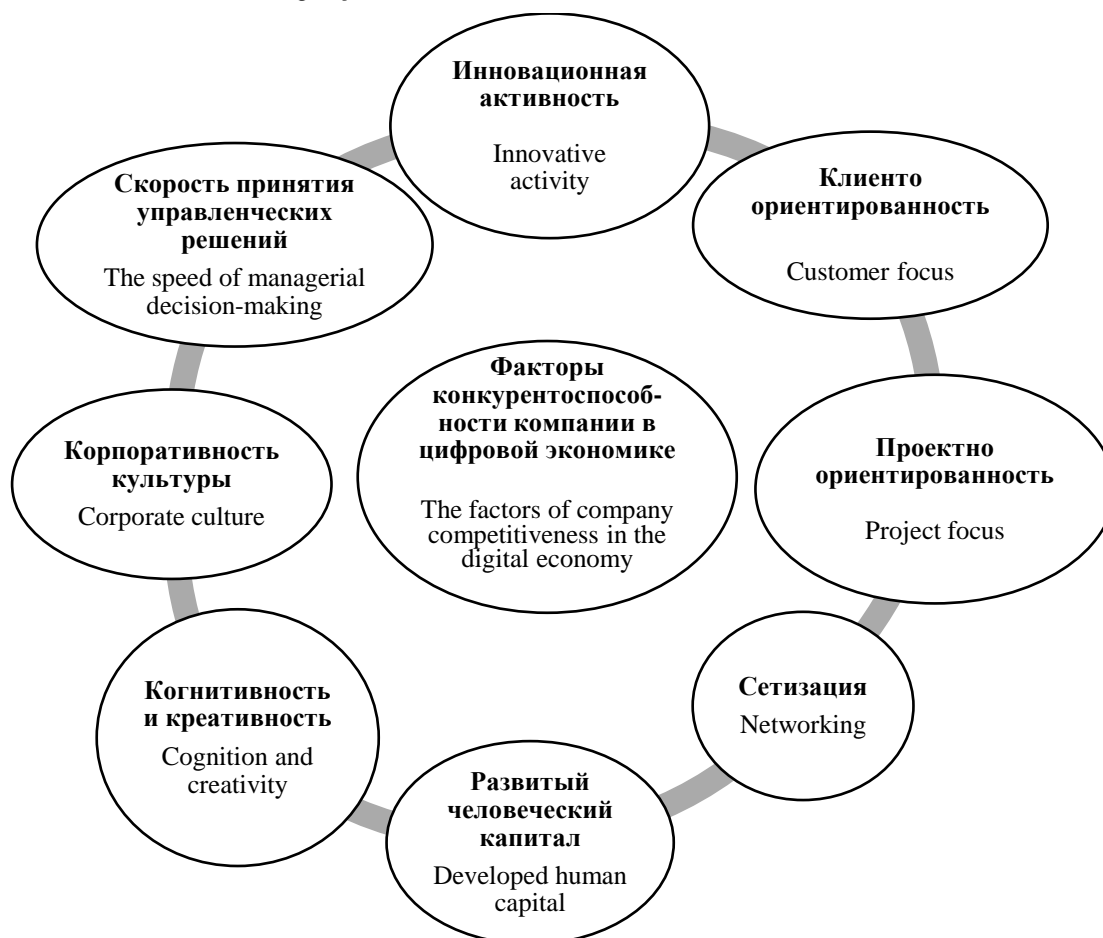 Инновационная
активность
Innovative
activity
Клиенто
ориентированность
Customer focus
Скорость принятия
управленческих
решений
The speed of managerial
decision-making
Факторы
конкурентоспособ-
ности компании в
цифровой экономике
The factors of company
competitiveness in the
digital economy
Корпоративность
культуры
Corporate culture
Проектно
ориентированность
Project focus
Когнитивность
и креативность
Cognition and
creativity
Сетизация
Networking
Развитый
человеческий
капитал
Developed human
capital